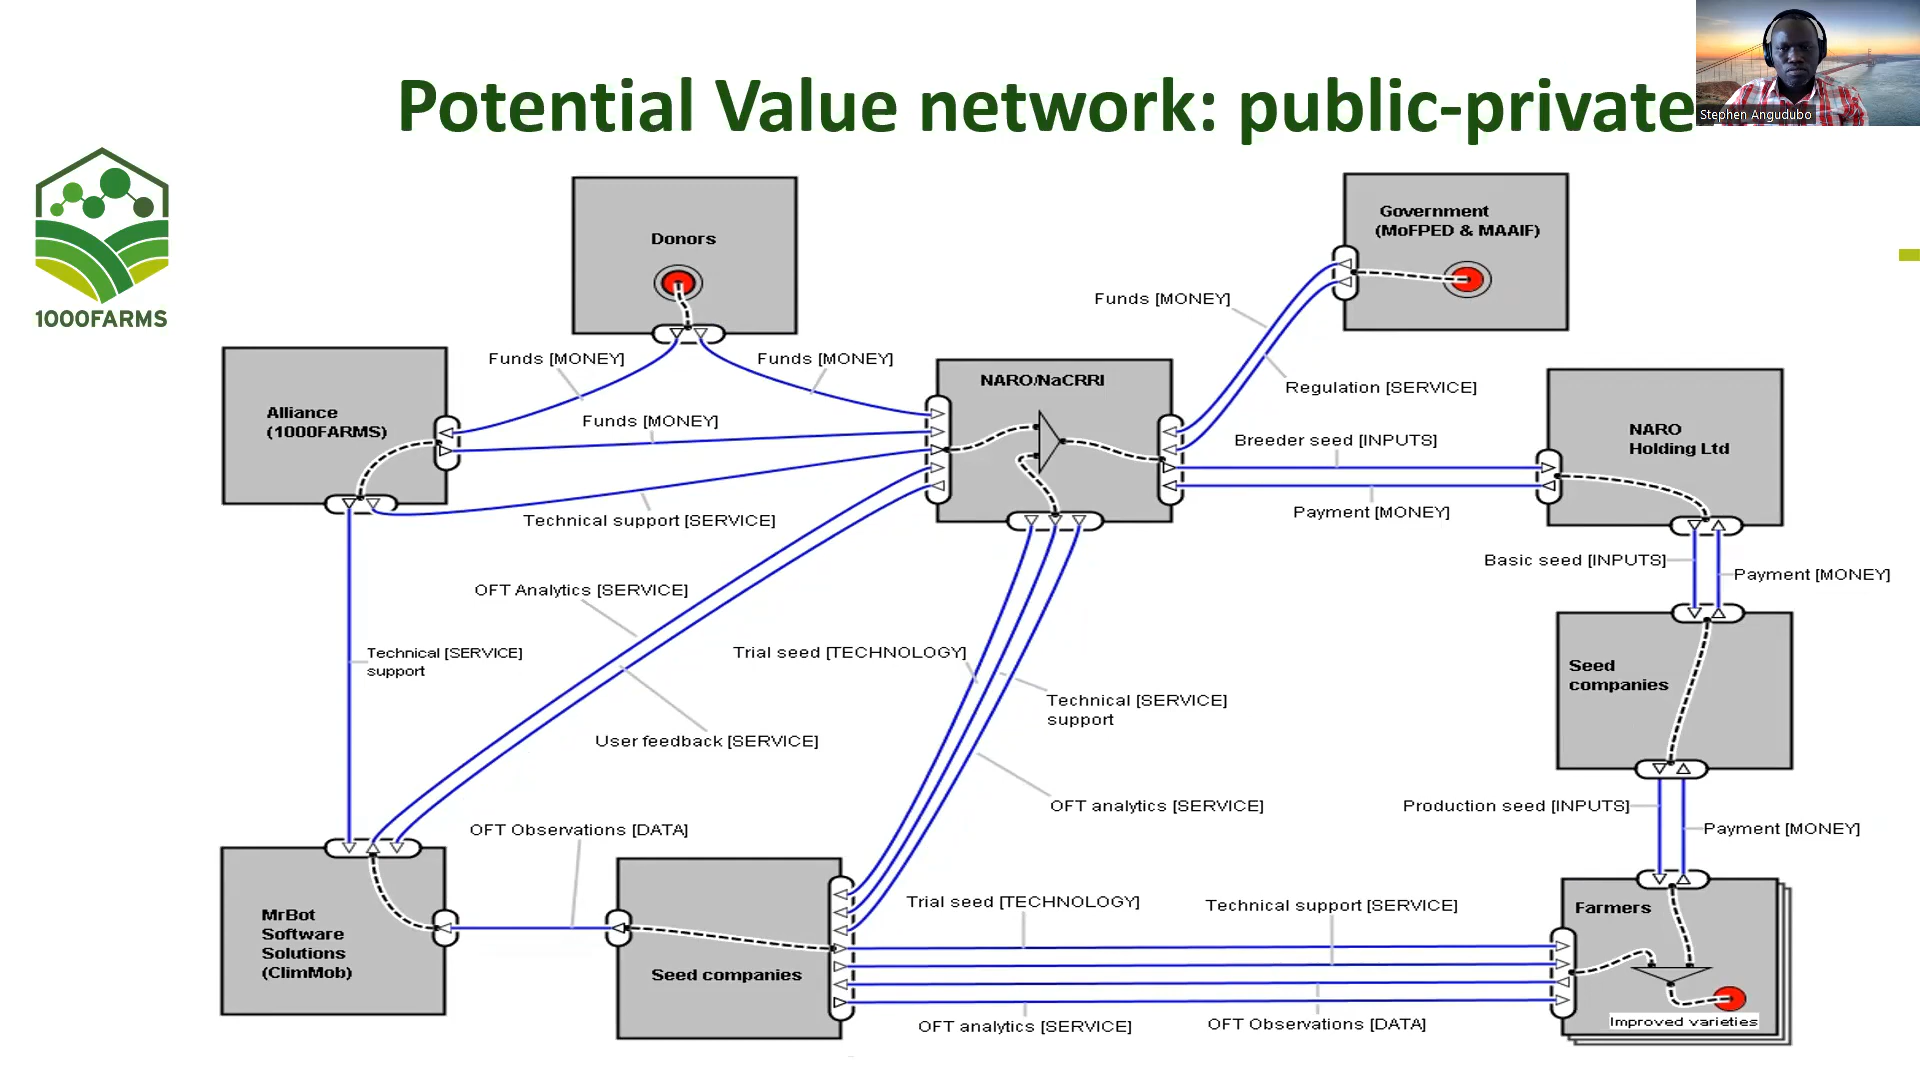 Potential Value network: public-private
Stephen Angudubo
1000FARMS
Donors
Government
(MoFPED & MAAIF)
Funds [MONEY]
Funds [MONEY]
Funds [MONEY]
Regulation [SERVICE]
Alliance
(1000FARMS)
Funds [MONEY]
NARO/NaCRRI
Breeder seed [INPUTS]
Payment [MONEY]
NARO
Holding Ltd
Technical support [SERVICE]
Basic seed [INPUTS]
Payment [MONEY]
OFT Analytics [SERVICE]
Technical [SERVICE]
support
Trial seed [TECHNOLOGY]
Technical [SERVICE]
support
Seed
companies
User feedback [SERVICE]
OFT analytics [SERVICE]
Production seed [INPUTS]
Payment [MONEY]
OFT Observations [DATA]
MrBot
Software
Solutions
(ClimMob)
Seed companies
Trial seed [TECHNOLOGY]
Technical support [SERVICE]
Farmers
OFT analytics [SERVICE]
OFT Observations [DATA]
Improved varieties